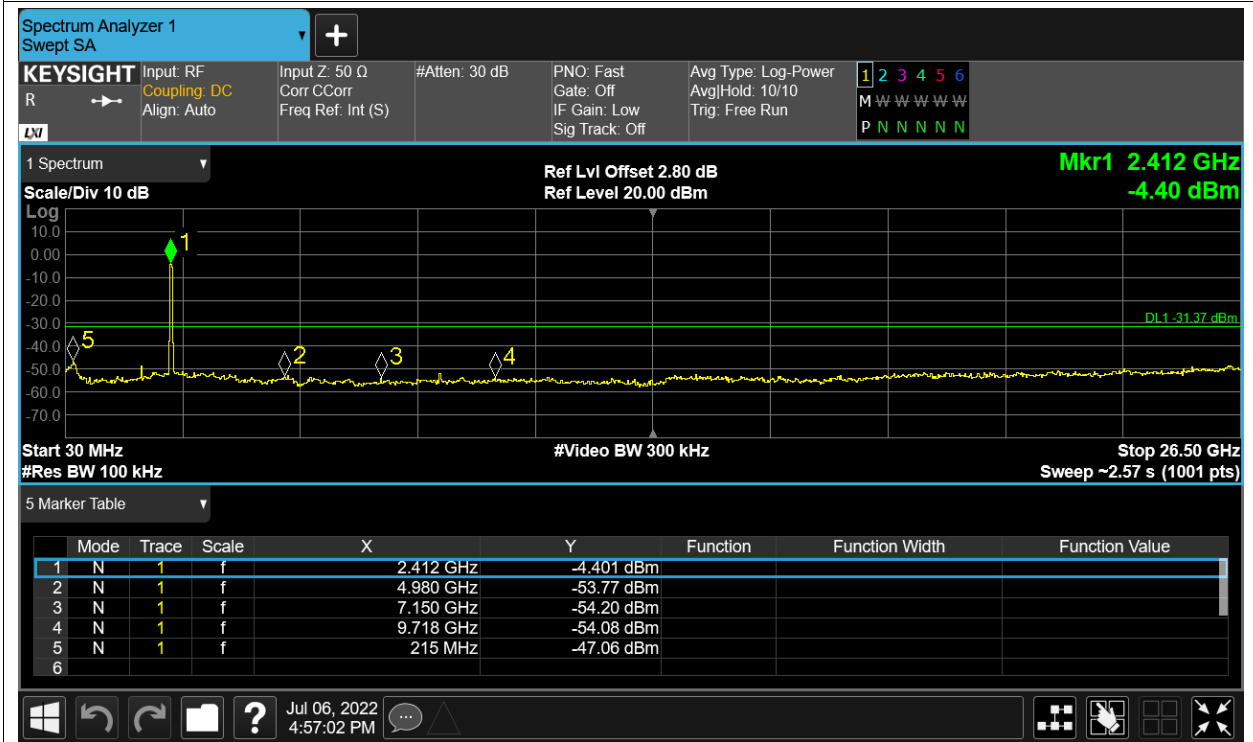 Spectrum Analyzer 1
Swept SA
+
KEYSIGHT
R
LXI
Input: RF
Coupling: DC
Align: Auto
Input Z: 50 Ω
Corr CCorr
Freq Ref: Int (S)
#Atten: 30 dB
PNO: Fast
Gate: Off
IF Gain: Low
Sig Track: Off
Avg Type: Log-Power
Avg|Hold: 10/10
Trig: Free Run
1 2 3 4 5 6
M W W W W W
P N N N N N
1 Spectrum
Scale/Div 10 dB
Ref Lvl Offset 2.80 dB
Ref Level 20.00 dBm
Mkr1 2.412 GHz
-4.40 dBm
Log
10.0
0.00
-10.0
-20.0
-30.0
-40.0
-50.0
-60.0
-70.0
1
DL1 -31.37 dBm
5
2
3
4
Start 30 MHz
#Res BW 100 kHz
#Video BW 300 kHz
Stop 26.50 GHz
Sweep ~2.57 s (1001 pts)
5 Marker Table
Mode Trace Scale X Y Function Function Width Function Value
1 N 1 f 2.412 GHz -4.401 dBm
2 N 1 f 4.980 GHz -53.77 dBm
3 N 1 f 7.150 GHz -54.20 dBm
4 N 1 f 9.718 GHz -54.08 dBm
5 N 1 f 215 MHz -47.06 dBm
6
?
Jul 06, 2022
4:57:02 PM
...